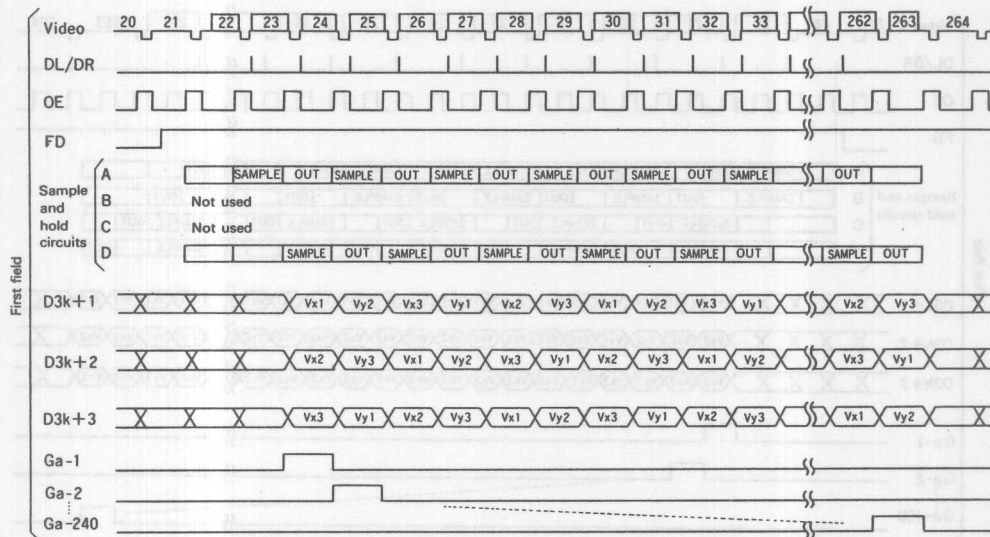 20 21 22 23 24 25 26 27 28 29 30 31 32 33 262 263 264
Video
DL/DR
OE
FD
A SAMPLE OUT SAMPLE OUT SAMPLE OUT SAMPLE OUT SAMPLE OUT SAMPLE OUT
Sample and hold circuits
B Not used
C Not used
D SAMPLE OUT SAMPLE OUT SAMPLE OUT SAMPLE OUT SAMPLE OUT SAMPLE OUT
First field
D3k+1 Vx1 Vy2 Vx3 Vy1 Vx2 Vy3 Vx1 Vy2 Vx3 Vy1 Vx2 Vy3
D3k+2 Vx2 Vy3 Vx1 Vy2 Vx3 Vy1 Vx2 Vy3 Vx1 Vy2 Vx3 Vy1
D3k+3 Vx3 Vy1 Vx2 Vy3 Vx1 Vy2 Vx3 Vy1 Vx2 Vy3 Vx1 Vy2
Ga-1
Ga-2
Ga-240